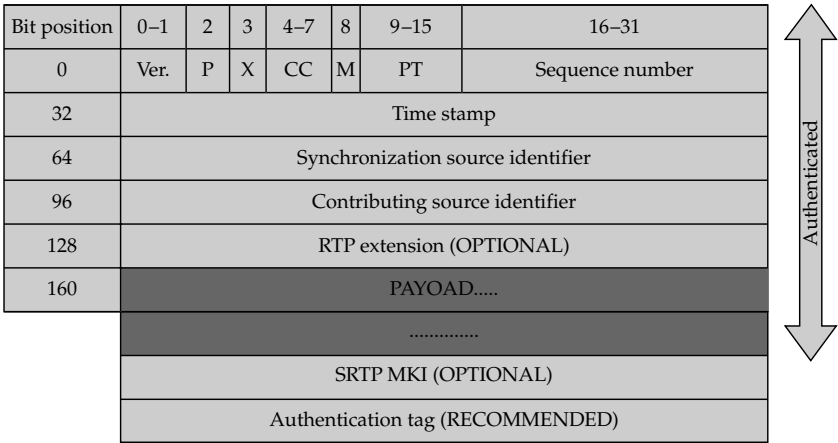 Bit position 0–1 2 3 4–7 8 9–15 16–31
0 Ver. P X CC M PT Sequence number
32 Time stamp
64 Synchronization source identifier
96 Contributing source identifier
128 RTP extension (OPTIONAL)
160 PAYOAD.....
..............
SRTP MKI (OPTIONAL)
Authentication tag (RECOMMENDED)
Authenticated